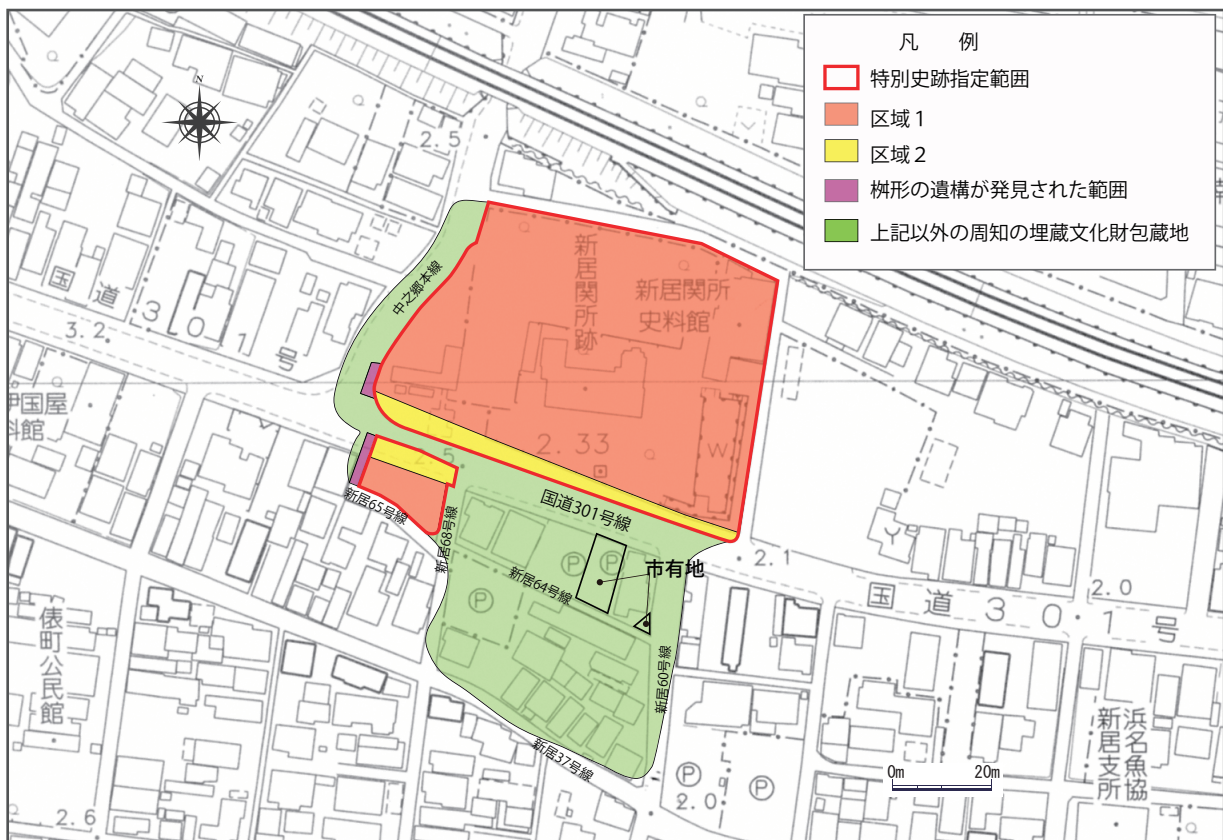 凡　例
特別史跡指定範囲
区域1
区域2
桝形の遺構が発見された範囲
上記以外の周知の埋蔵文化財包蔵地
N
2.5
国道301号
3.2
中之郷本線
新居関所跡
新居関所
史料館
伊国屋
料館
2.33
W
2.5
国道301号線
新居65号線
新居68号線
新居64号線
市有地
P
P
P
2.1
2.0
国道301号
俵町公民館
新居60号線
新居37号線
浜名魚協
新居支所
0m
20m
P
P
2.0
2.6